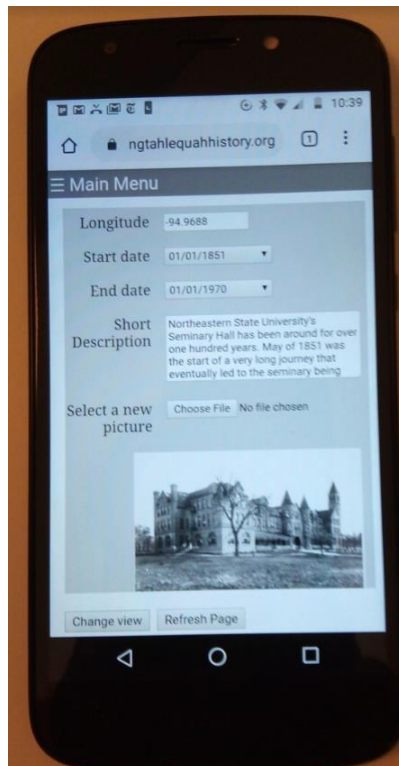 10:39
ngtahlequahhistory.org
1
Main Menu
Longitude
-94.9688
Start date
01/01/1851
End date
01/01/1970
Short
Description
Northeastern State University's
Seminary Hall has been around for over
one hundred years. May of 1851 was
the start of a very long journey that
eventually led to the seminary being
Select a new
picture
Choose File No file chosen
Change view
Refresh Page